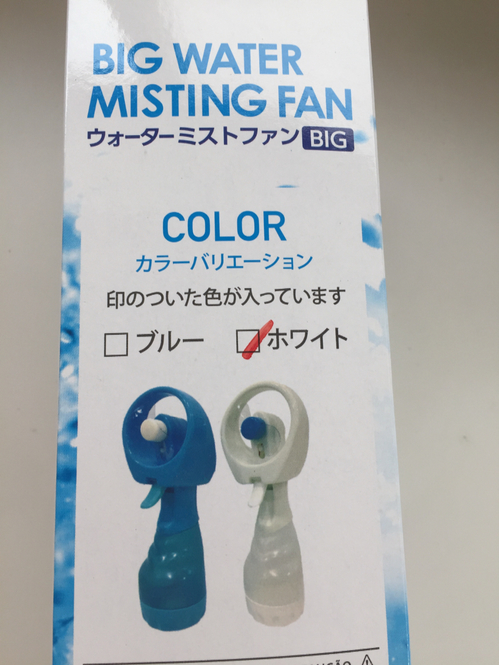 BIG WATER
MISTING FAN
ウォーターミストファン BIG
COLOR
カラーバリエーション
印のついた色が入っています
ブルー ホワイト